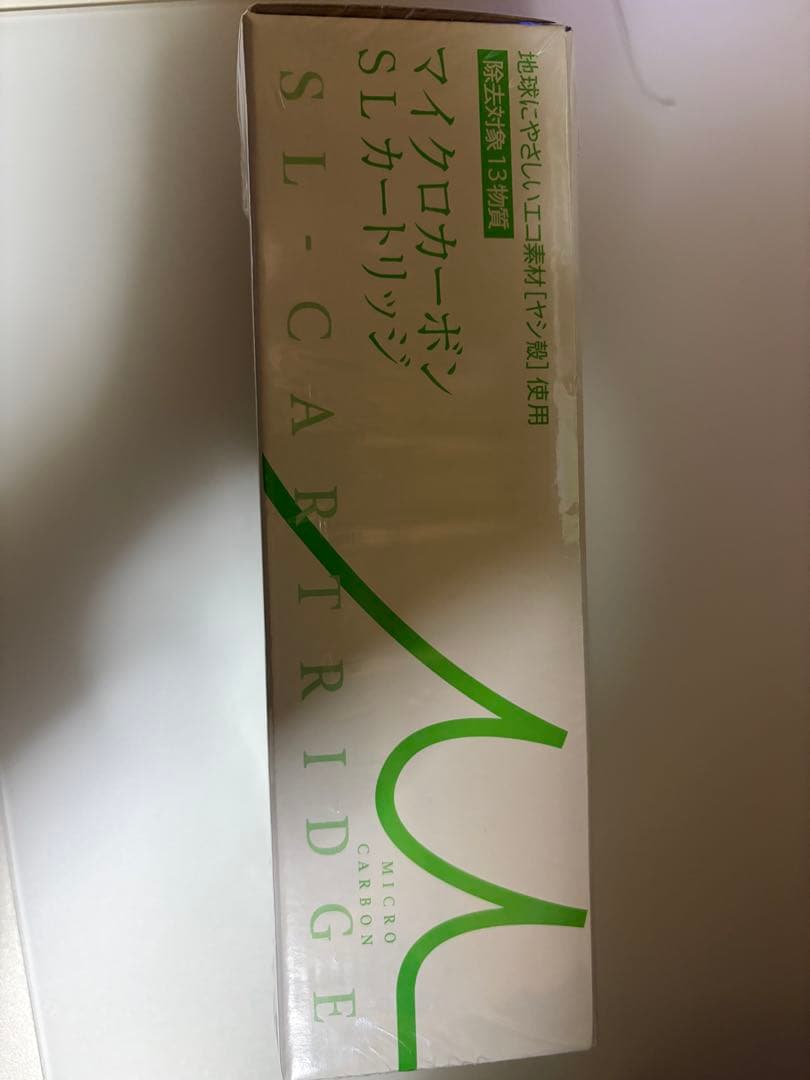 地球にやさしいエコ素材[ヤシ殻]使用
除去対象13物質
マイクロカーボン
SLカートリッジ
SL-CARTRIDGE
MICRO
CARBON